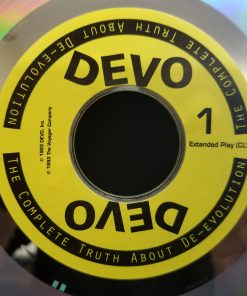 THE COMPLETE TRUTH ABOUT DE-EVOLUTION
DEVO
1
Extended Play (CL
© 1993 DEVO, Inc.
© 1993 The Voyager Company
DEVO
THE COMPLETE TRUTH ABOUT DE-EVOLUTION